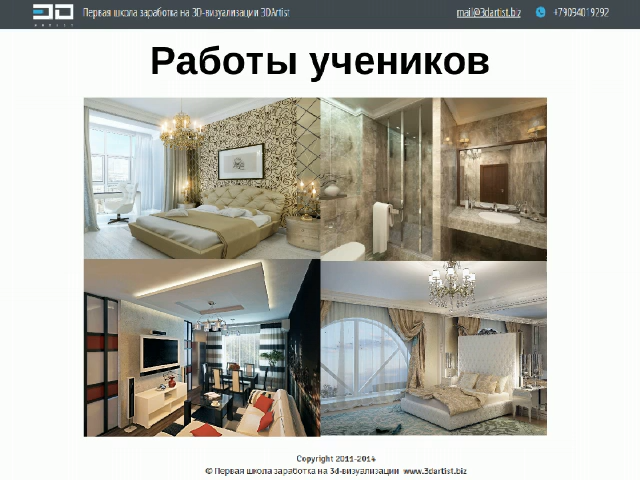 3D
Первая школа заработка на 3D-визуализации 3DArtist
mail@3dartist.biz
+79094019292
Работы учеников
Copyright 2011-2014
© Первая школа заработка на 3d-визуализации www.3dartist.biz